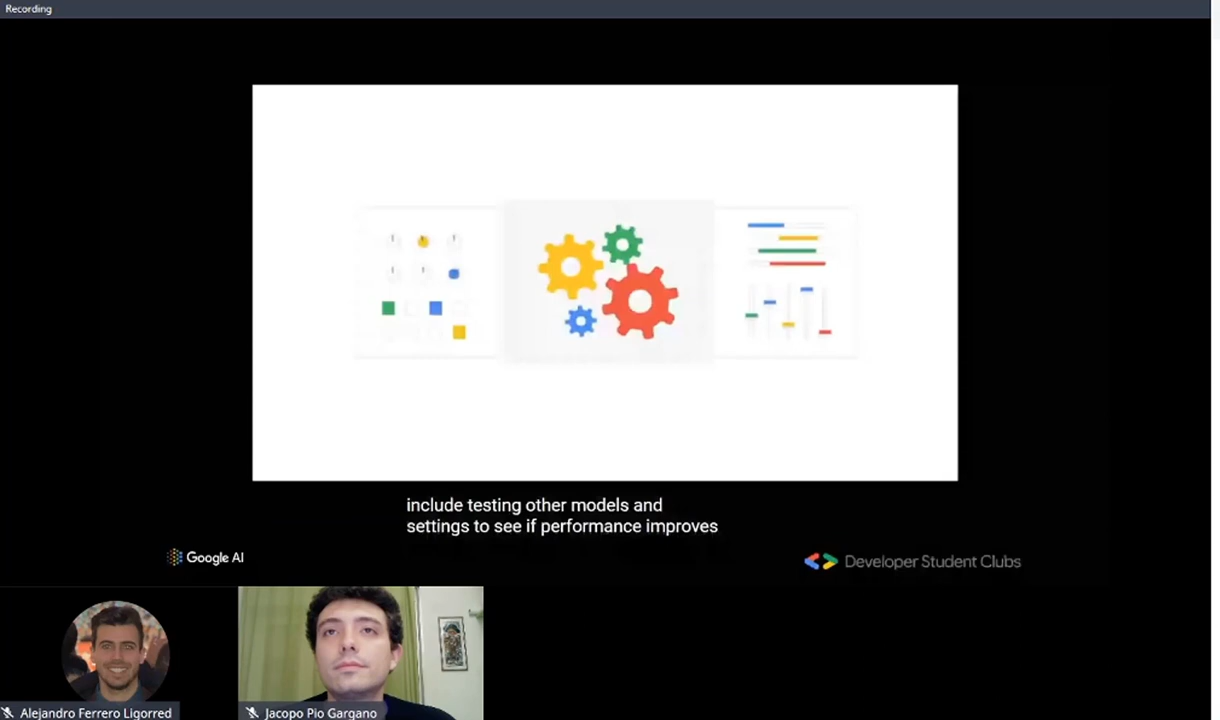 Recording
include testing other models and
settings to see if performance improves
Google AI
Developer Student Clubs
Alejandro Ferrero Ligorred
Jacopo Pio Gargano